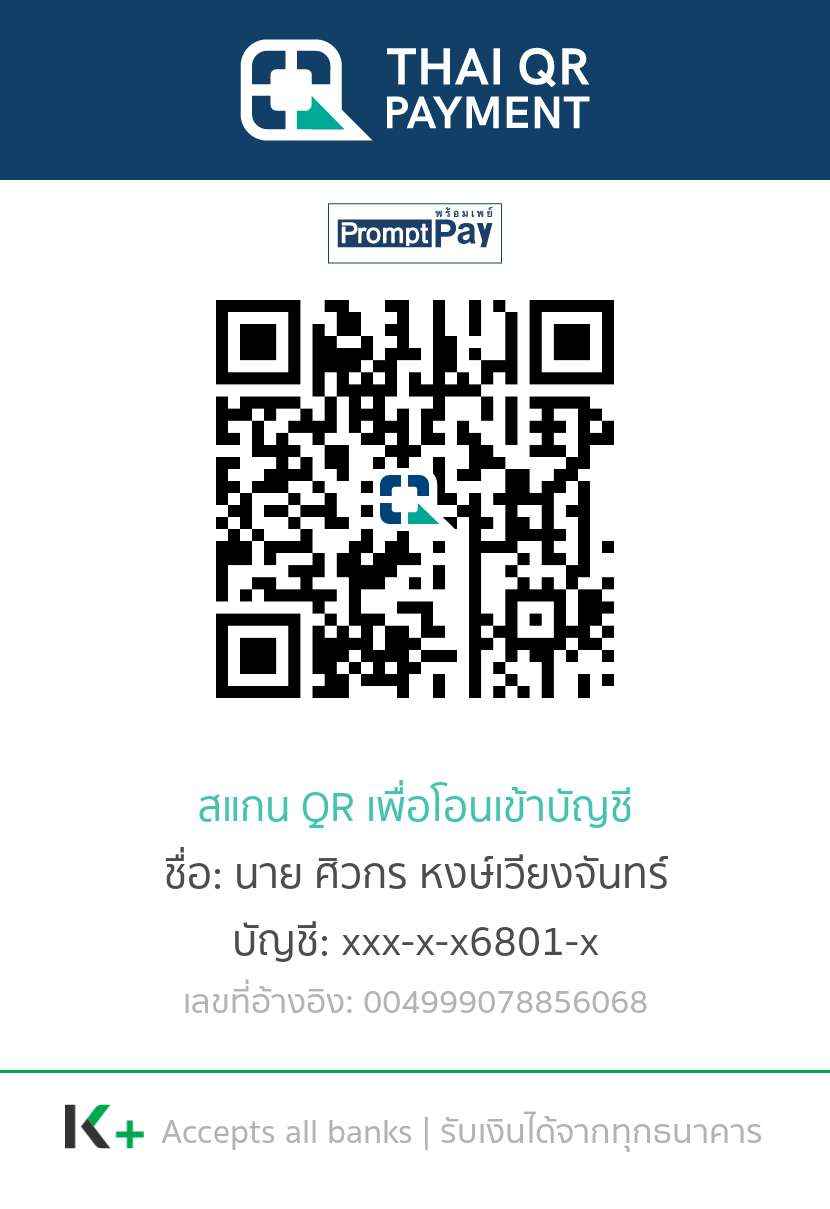 THAI QR
PAYMENT
พร้อมเพย์
PromptPay
สแกน QR เพื่อโอนเข้าบัญชี
ชื่อ: นาย ศิวกร หงษ์เวียงจันทร์
บัญชี: xxx-x-x6801-x
เลขที่อ้างอิง: 004999078856068
K+ Accepts all banks | รับเงินได้จากทุกธนาคาร